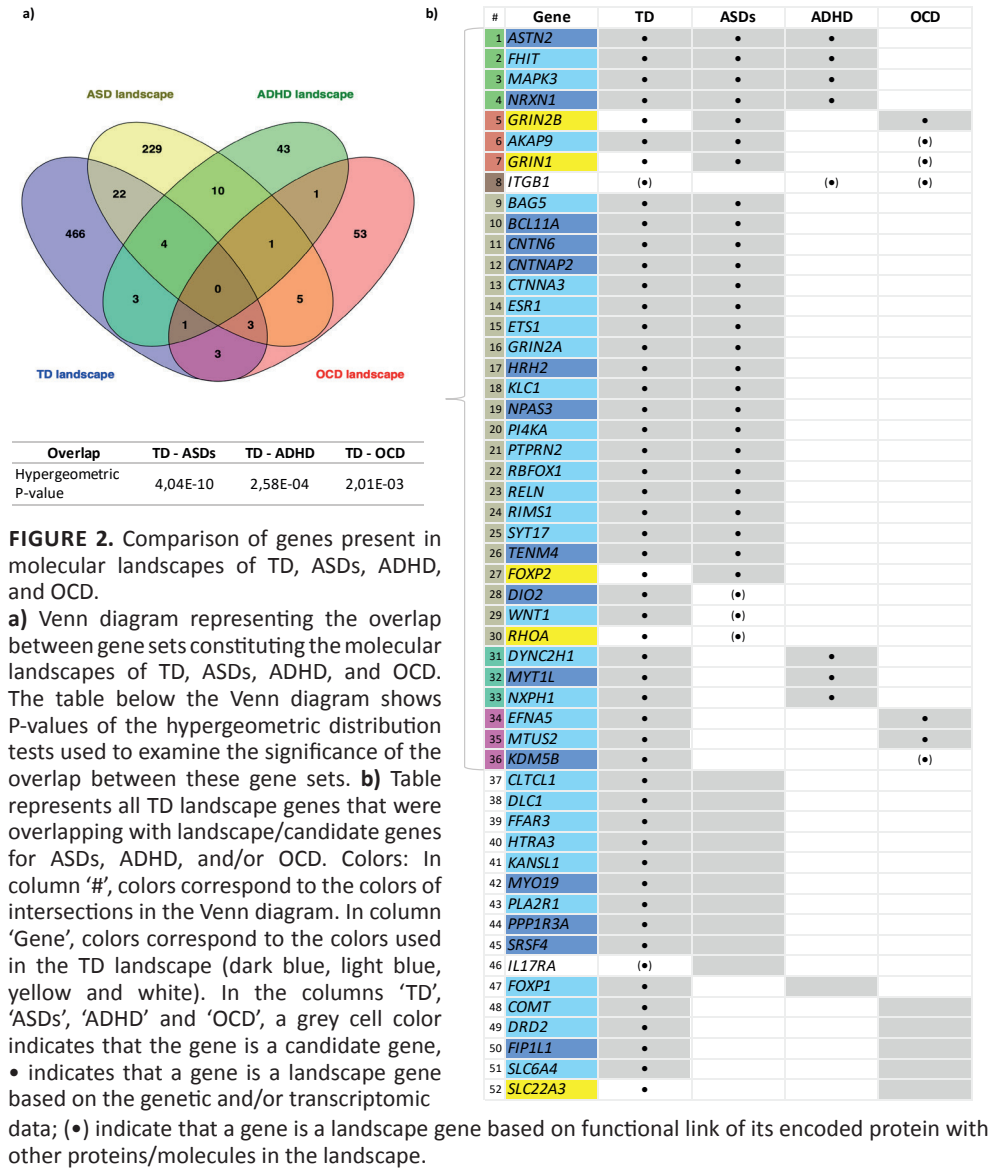 a)
ASD landscape
ADHD landscape
229
43
22
10
1
466
53
4
1
0
3
5
1
3
3
TD landscape
OCD landscape
Overlap TD - ASDs TD - ADHD TD - OCD
Hypergeometric
P-value 4,04E-10 2,58E-04 2,01E-03
FIGURE 2. Comparison of genes present in
molecular landscapes of TD, ASDs, ADHD,
and OCD.
a) Venn diagram representing the overlap
between gene sets constituting the molecular
landscapes of TD, ASDs, ADHD, and OCD.
The table below the Venn diagram shows
P-values of the hypergeometric distribution
tests used to examine the significance of the
overlap between these gene sets. b) Table
represents all TD landscape genes that were
overlapping with landscape/candidate genes
for ASDs, ADHD, and/or OCD. Colors: In
column ‘#’, colors correspond to the colors of
intersections in the Venn diagram. In column
‘Gene’, colors correspond to the colors used
in the TD landscape (dark blue, light blue,
yellow and white). In the columns ‘TD’,
‘ASDs’, ‘ADHD’ and ‘OCD’, a grey cell color
indicates that the gene is a candidate gene,
• indicates that a gene is a landscape gene
based on the genetic and/or transcriptomic
data; (•) indicate that a gene is a landscape gene based on functional link of its encoded protein with
other proteins/molecules in the landscape.
b)
# Gene TD ASDs ADHD OCD
1 ASTN2 • • •
2 FHIT • • •
3 MAPK3 • • •
4 NRXN1 • • •
5 GRIN2B • • •
6 AKAP9 • • (•)
7 GRIN1 • • (•)
8 ITGB1 (•) (•) (•)
9 BAG5 • •
10 BCL11A • •
11 CNTN6 • •
12 CNTNAP2 • •
13 CTNNA3 • •
14 ESR1 • •
15 ETS1 • •
16 GRIN2A • •
17 HRH2 • •
18 KLC1 • •
19 NPAS3 • •
20 PI4KA • •
21 PTPRN2 • •
22 RBFOX1 • •
23 RELN • •
24 RIMS1 • •
25 SYT17 • •
26 TENM4 • •
27 FOXP2 • •
28 DIO2 • (•)
29 WNT1 • (•)
30 RHOA • (•)
31 DYNC2H1 • •
32 MYT1L • •
33 NXPH1 • •
34 EFNA5 • •
35 MTUS2 • •
36 KDM5B • (•)
37 CLTCL1 •
38 DLC1 •
39 FFAR3 •
40 HTRA3 •
41 KANSL1 •
42 MYO19 •
43 PLA2R1 •
44 PPP1R3A •
45 SRSF4 •
46 IL17RA (•)
47 FOXP1 •
48 COMT •
49 DRD2 •
50 FIP1L1 •
51 SLC6A4 •
52 SLC22A3 •